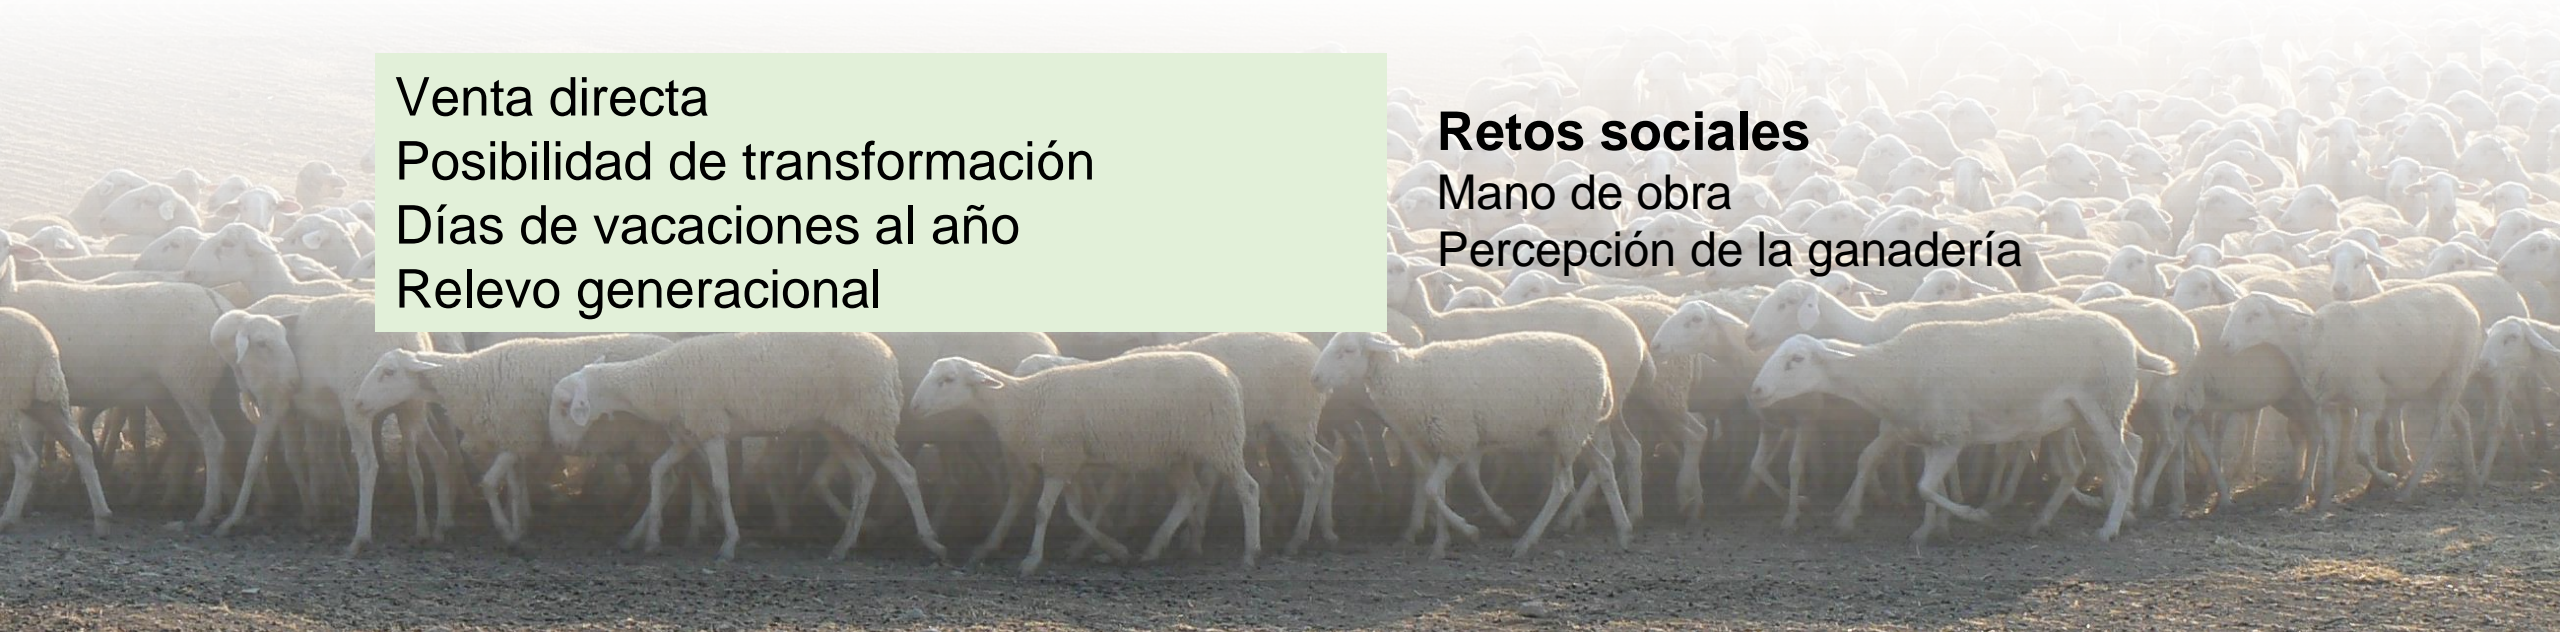 Venta directa
Posibilidad de transformación
Días de vacaciones al año
Relevo generacional
Retos sociales
Mano de obra
Percepción de la ganadería